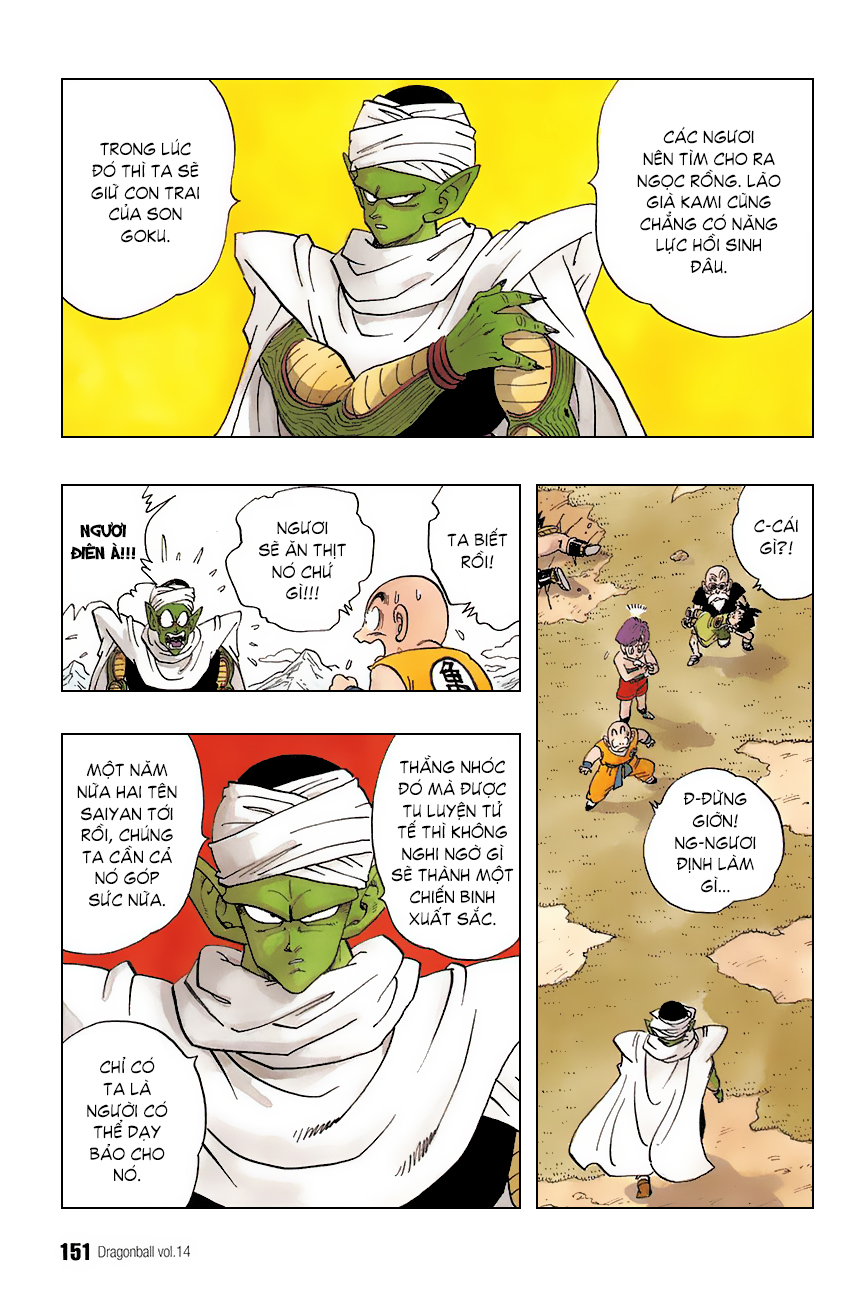 CÁC NGƯƠI
NÊN TÌM CHO RA
NGỌC RỒNG. LÃO
GIÀ KAMI CŨNG
CHẲNG CÓ NĂNG
LỰC HỒI SINH
ĐÂU.
TRONG LÚC
ĐÓ THÌ TA SẼ
GIỮ CON TRAI
CỦA SON
GOKU.
C-CÁI
GÌ?!
Đ-ĐỪNG
GIỠN!
NG-NGƯƠI
ĐỊNH LÀM
GÌ...
TA BIẾT
RỒI!
NGƯƠI
SẼ ĂN THỊT
NÓ CHỨ
GÌ!!!
NGƯƠI
ĐIÊN À!!!
亀
THẰNG NHÓC
ĐÓ MÀ ĐƯỢC
TU LUYỆN TỬ
TẾ THÌ KHÔNG
NGHI NGỜ GÌ
SẼ THÀNH MỘT
CHIẾN BINH
XUẤT SẮC.
MỘT NĂM
NỮA HAI TÊN
SAIYAN TỚI
RỒI, CHÚNG
TA CẦN CẢ
NÓ GÓP
SỨC NỮA.
CHỈ CÓ
TA LÀ
NGƯỜI CÓ
THỂ DẠY
BẢO CHO
NÓ.
151 Dragonball vol.14